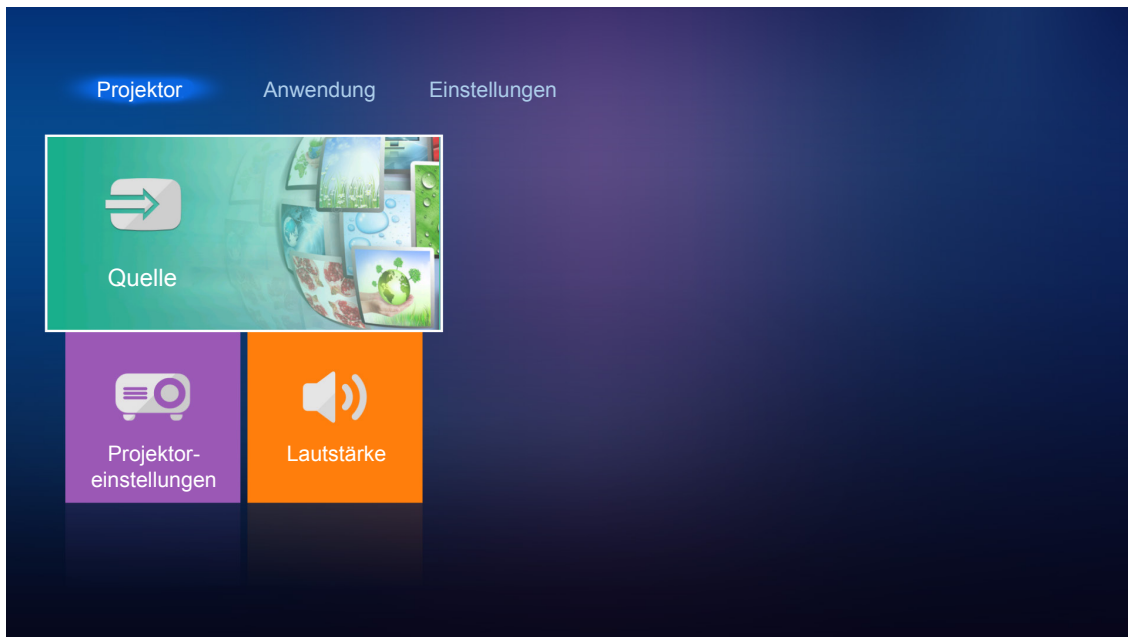 Projektor Anwendung Einstellungen
Quelle
Projektor-
einstellungen
Lautstärke